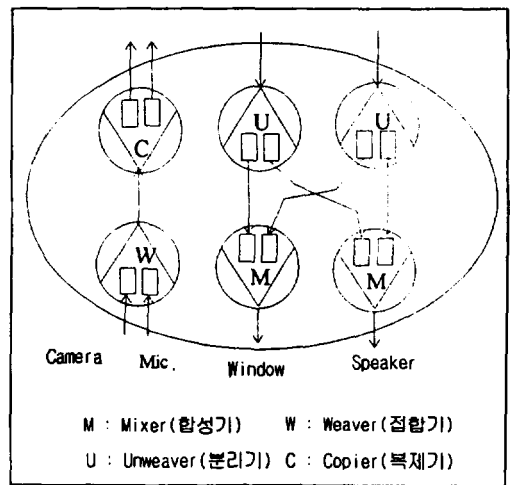 C U U
W M M
Camera Mic. Window Speaker
M : Mixer(합성기) W : Weaver(접합기)
U : Unweaver(분리기) C : Copier(복제기)